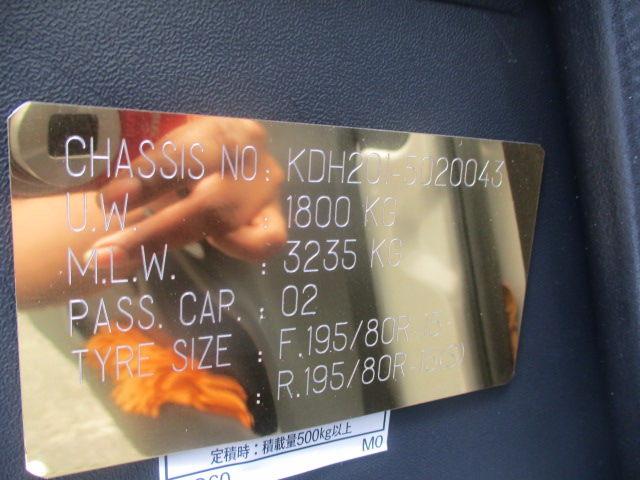 CHASSIS NO : KDH201-5020043
U.W. : 1800 KG
M.L.W. : 3235 KG
PASS. CAP. : 02
TYRE SIZE : F.195/80R-15
: R.195/80R-15(S)
定積時：積載量500kg以上
M0